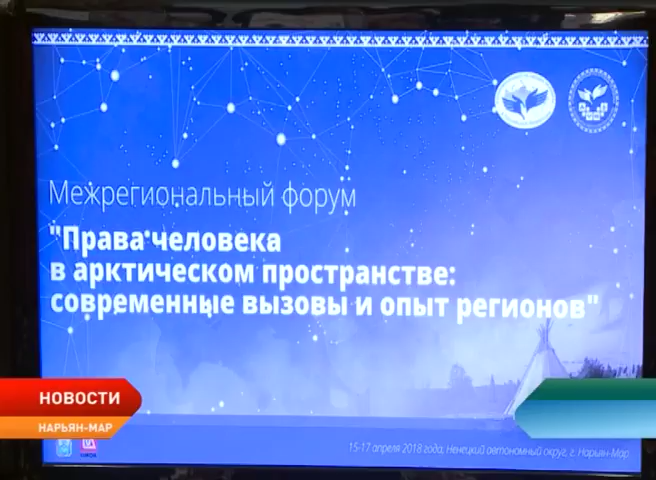 Межрегиональный форум
"Права человека
в арктическом пространстве:
современные вызовы и опыт регионов"
НОВОСТИ
НАРЬЯН-МАР
15-17 апреля 2018 года, Ненецкий автономный округ, г. Нарьян-Мар